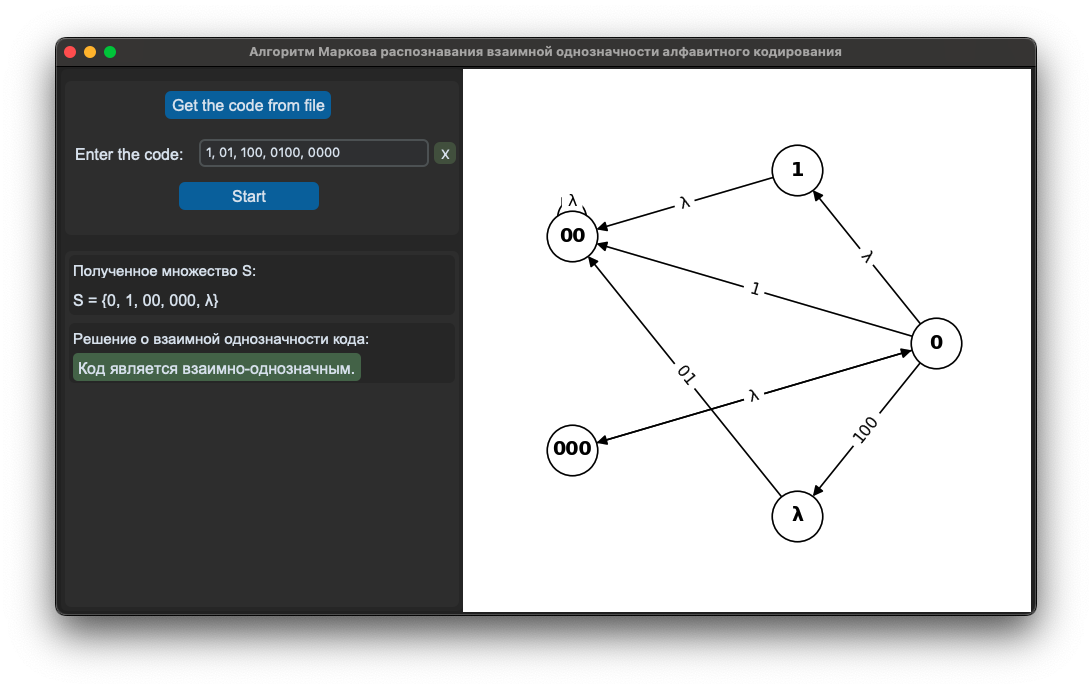 Алгоритм Маркова распознавания взаимной однозначности алфавитного кодирования
Get the code from file
Enter the code: 1, 01, 100, 0100, 0000 X
Start
Полученное множество S:
S = {0, 1, 00, 000, λ}
Решение о взаимной однозначности кода:
Код является взаимно-однозначным.
1
λ
λ
00
λ
1
0
01
λ
100
000
λ